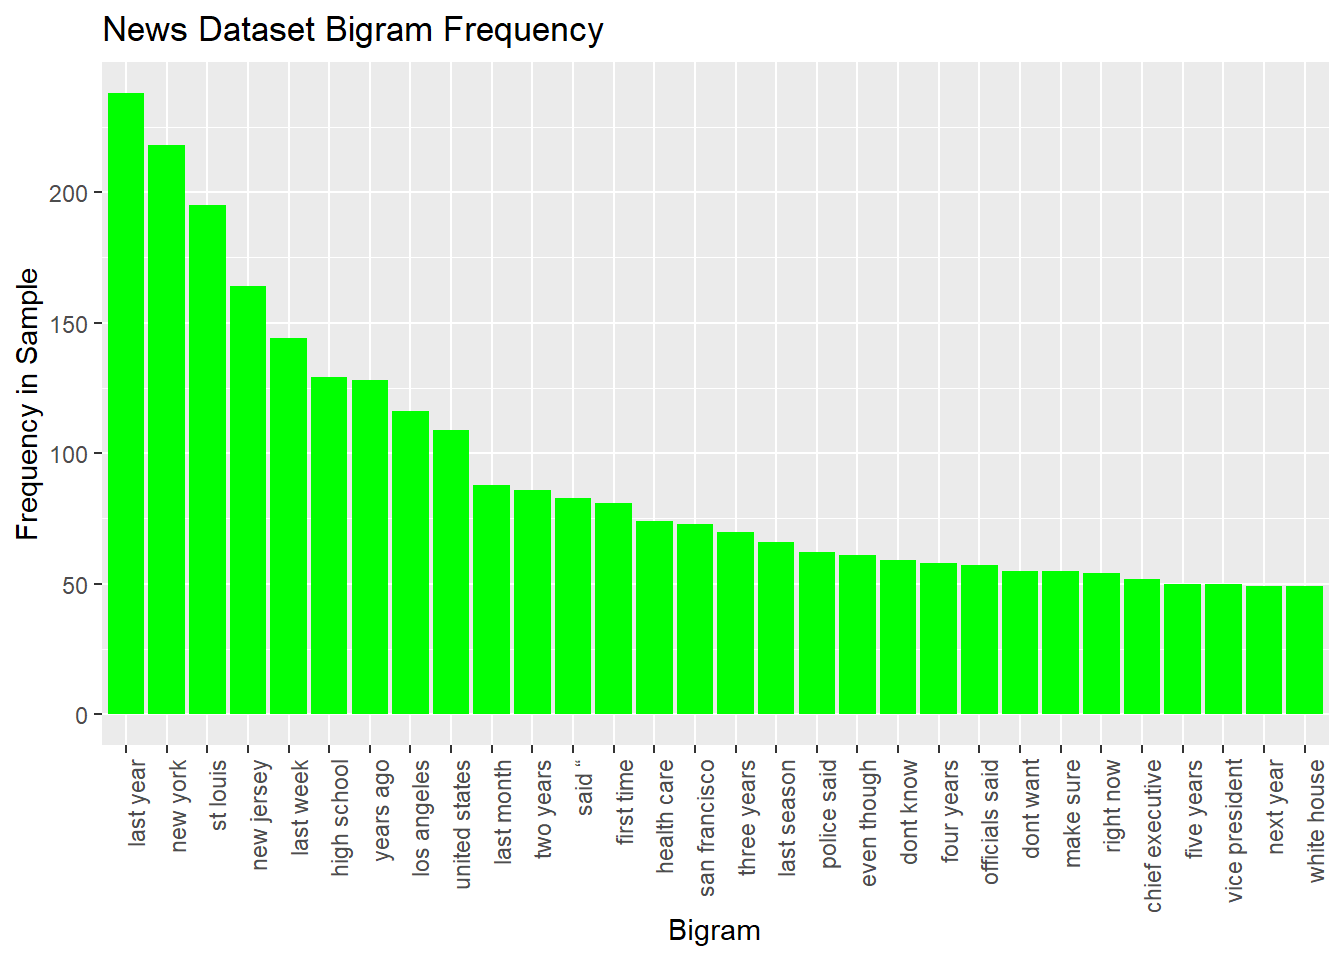 News Dataset Bigram Frequency
Frequency in Sample
200
150
100
50
0
last year
new york
st louis
new jersey
last week
high school
years ago
los angeles
united states
last month
two years
said “
first time
health care
san francisco
three years
last season
police said
even though
dont know
four years
officials said
dont want
make sure
right now
chief executive
five years
vice president
next year
white house
Bigram